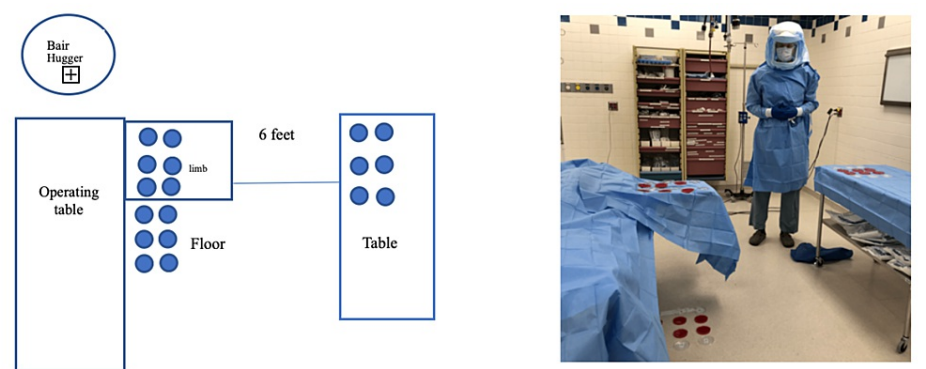 Bair
Hugger
6 feet
limb
Operating
table
Floor
Table